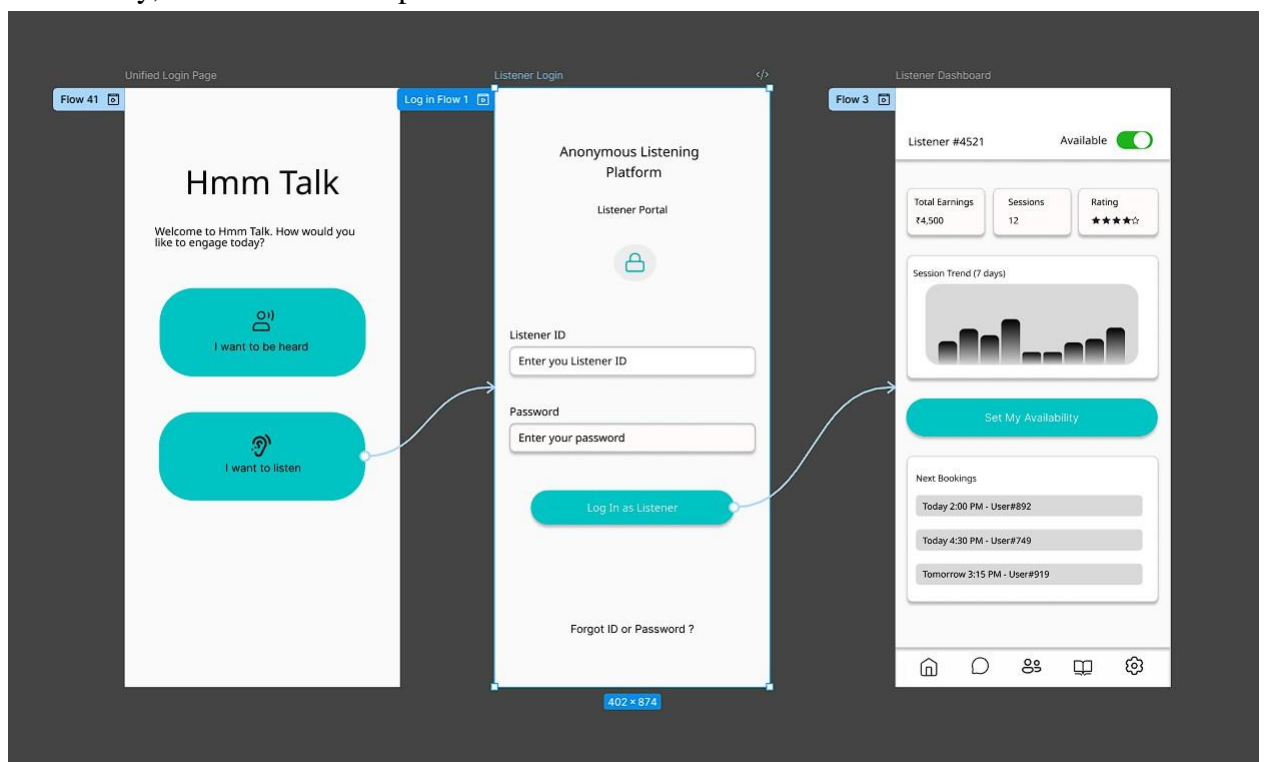 Unified Login Page
Flow 41
Hmm Talk
Welcome to Hmm Talk. How would you
like to engage today?
I want to be heard
I want to listen
Listener Login
</>
Log in Flow 1
Anonymous Listening
Platform
Listener Portal
Listener ID
Enter you Listener ID
Password
Enter your password
Log In as Listener
Forgot ID or Password ?
402 × 874
Listener Dashboard
Flow 3
Listener #4521
Available
Total Earnings
₹4,500
Sessions
12
Rating
★★★★☆
Session Trend (7 days)
Set My Availability
Next Bookings
Today 2:00 PM - User#892
Today 4:30 PM - User#749
Tomorrow 3:15 PM - User#919